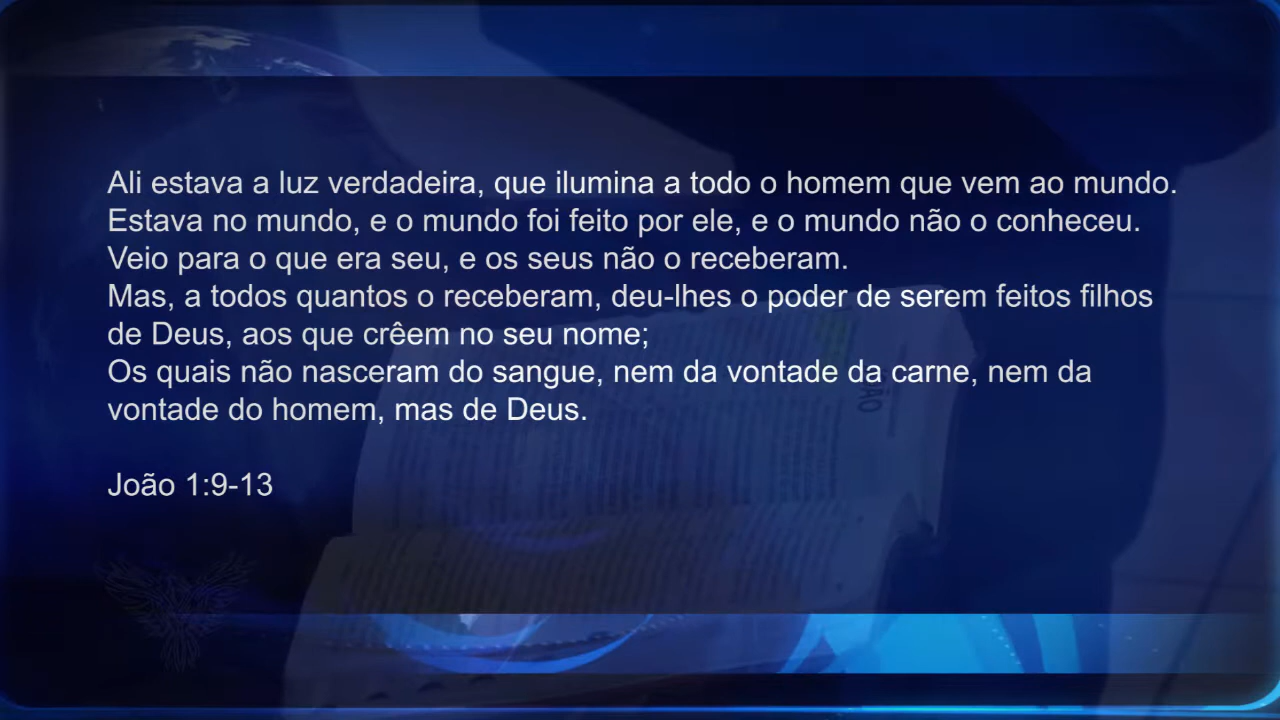 Ali estava a luz verdadeira, que ilumina a todo o homem que vem ao mundo.
Estava no mundo, e o mundo foi feito por ele, e o mundo não o conheceu.
Veio para o que era seu, e os seus não o receberam.
Mas, a todos quantos o receberam, deu-lhes o poder de serem feitos filhos
de Deus, aos que crêem no seu nome;
Os quais não nasceram do sangue, nem da vontade da carne, nem da
vontade do homem, mas de Deus.
João 1:9-13